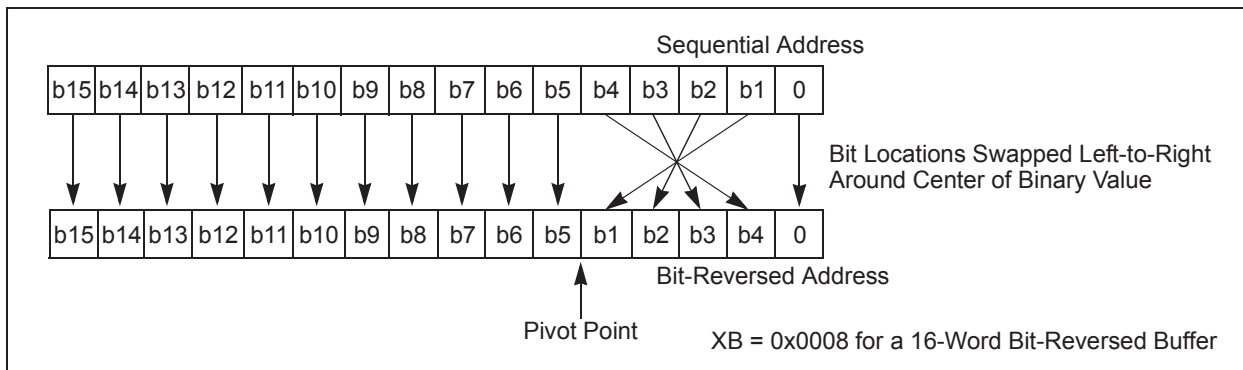 Sequential Address
b15 b14 b13 b12 b11 b10 b9 b8 b7 b6 b5 b4 b3 b2 b1 0
Bit Locations Swapped Left-to-Right
Around Center of Binary Value
b15 b14 b13 b12 b11 b10 b9 b8 b7 b6 b5 b1 b2 b3 b4 0
Bit-Reversed Address
Pivot Point
XB = 0x0008 for a 16-Word Bit-Reversed Buffer